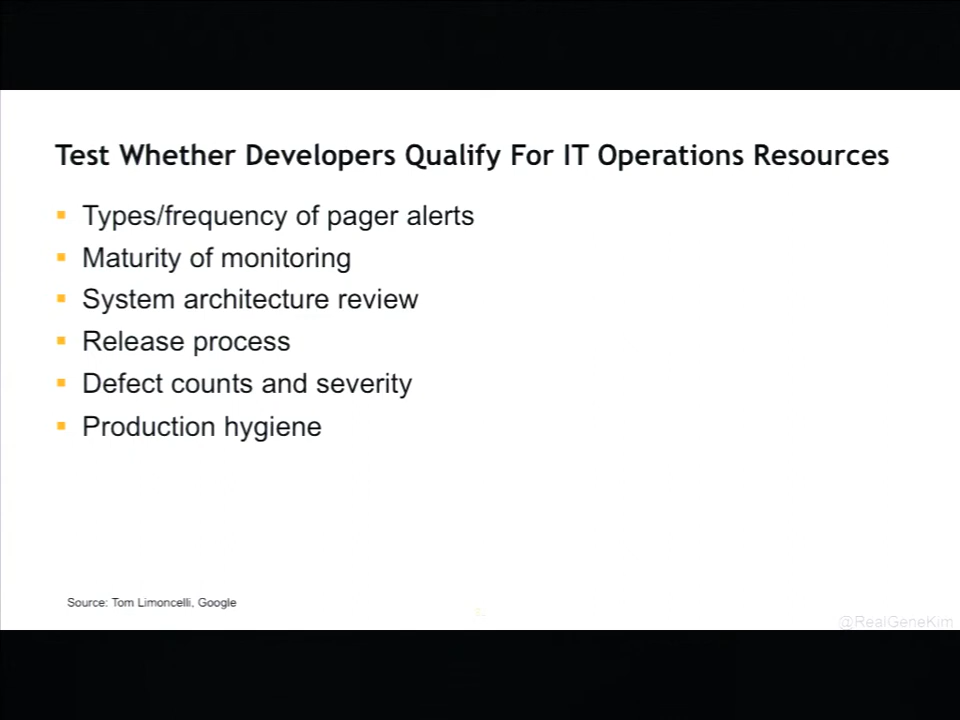 Test Whether Developers Qualify For IT Operations Resources
▪ Types/frequency of pager alerts
▪ Maturity of monitoring
▪ System architecture review
▪ Release process
▪ Defect counts and severity
▪ Production hygiene
Source: Tom Limoncelli, Google
@RealGeneKim